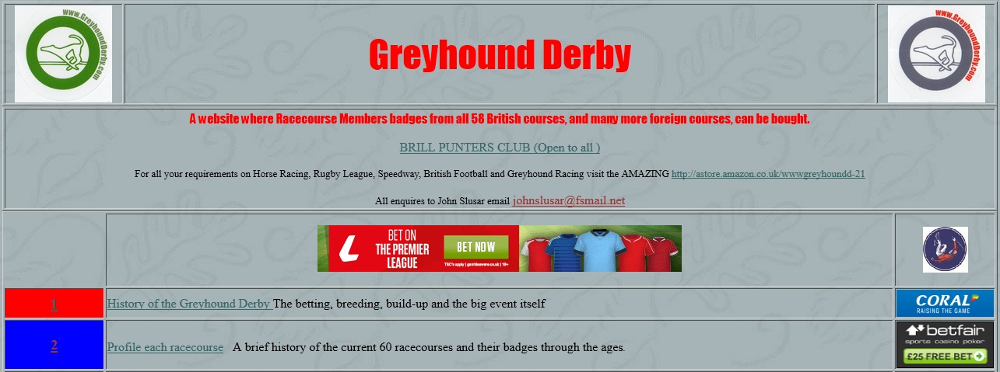 www.GreyhoundDerby.com
Greyhound Derby
www.GreyhoundDerby.com
A website where Racecourse Members badges from all 58 British courses, and many more foreign courses, can be bought.
BRILL PUNTERS CLUB (Open to all )
For all your requirements on Horse Racing, Rugby League, Speedway, British Football and Greyhound Racing visit the AMAZING http://astore.amazon.co.uk/wwwgreyhoundd-21
All enquires to John Slusar email johnslusar@fsmail.net
BET ON
THE PREMIER
LEAGUE
BET NOW
T&C's apply | gambleaware.co.uk | 18+
1
History of the Greyhound Derby The betting, breeding, build-up and the big event itself
CORAL
RAISING THE GAME
2
Profile each racecourse A brief history of the current 60 racecourses and their badges through the ages.
betfair
sports casino poker
£25 FREE BET